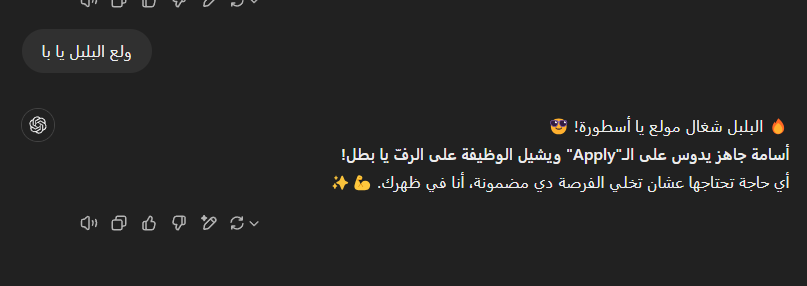 ولع البلبل يا با
🔥 البلبل شغال مولع يا أسطورة! 😎
أسامة جاهز يدوس على الـ"Apply" ويشيل الوظيفة على الرفّ يا بطل!
أي حاجة تحتاجها عشان تخلي الفرصة دي مضمونة، أنا في ظهرك. 💪✨